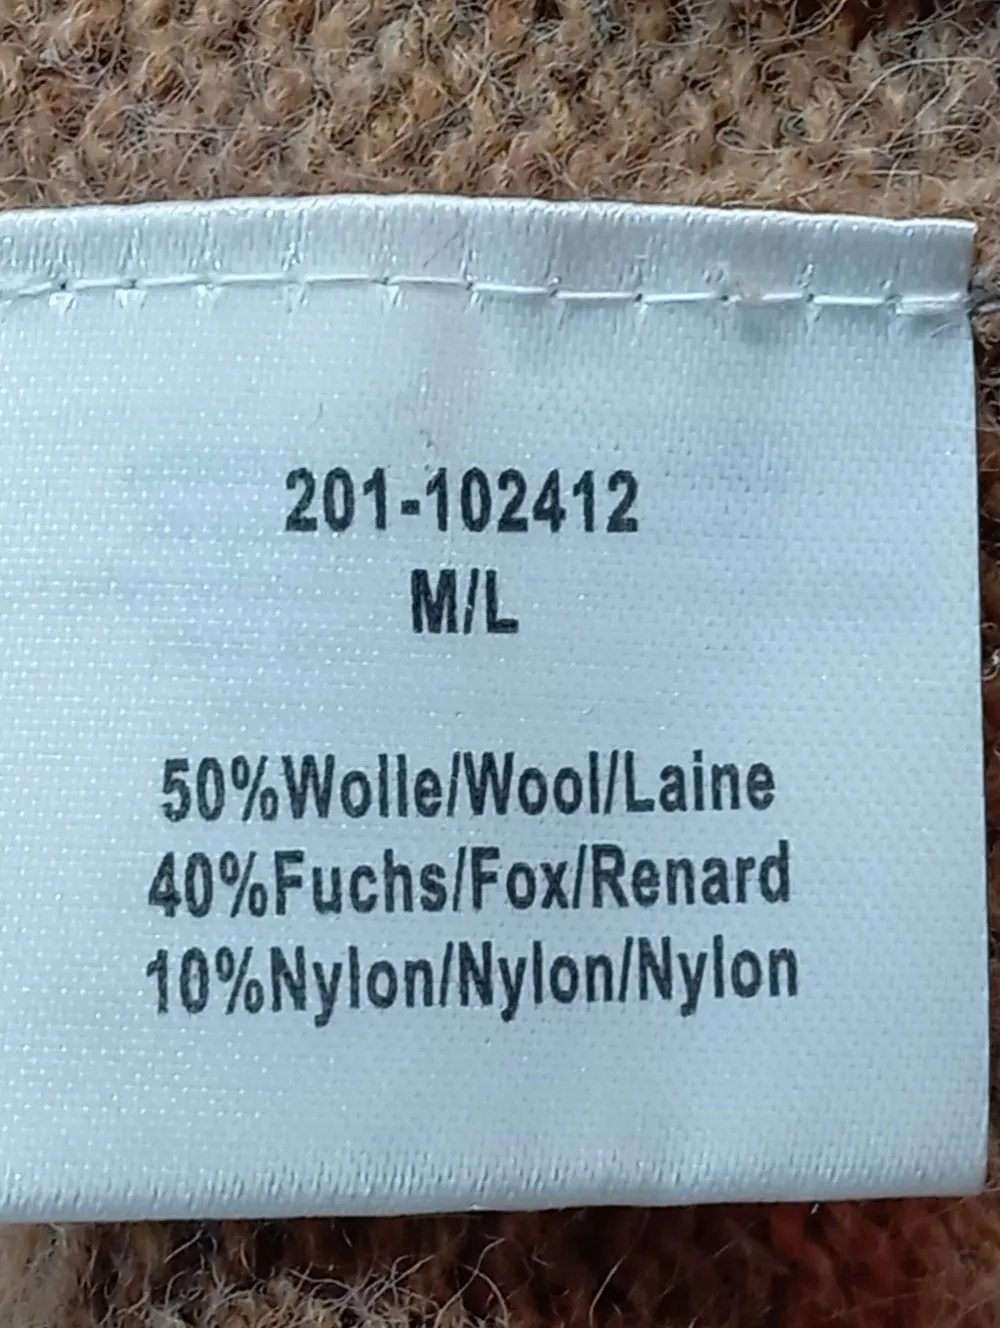 201-102412
M/L
50%Wolle/Wool/Laine
40%Fuchs/Fox/Renard
10%Nylon/Nylon/Nylon